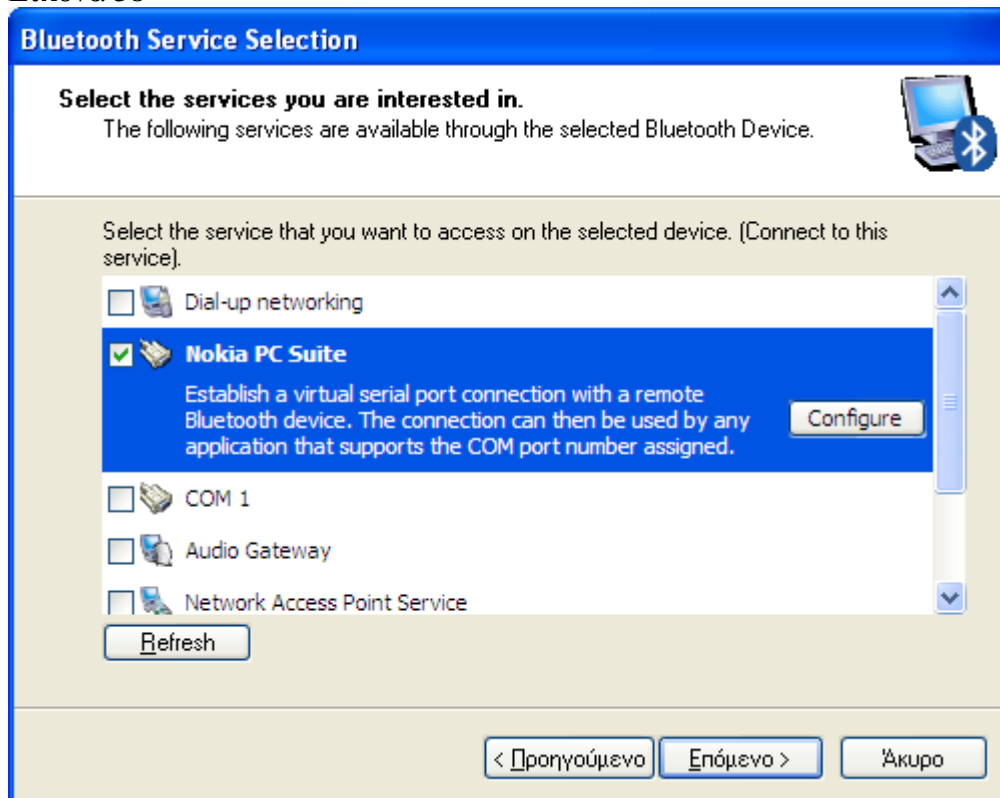 Bluetooth Service Selection
Select the services you are interested in.
The following services are available through the selected Bluetooth Device.
Select the service that you want to access on the selected device. (Connect to this
service).
Dial-up networking
Nokia PC Suite
Establish a virtual serial port connection with a remote
Bluetooth device. The connection can then be used by any
application that supports the COM port number assigned.
Configure
COM 1
Audio Gateway
Network Access Point Service
Refresh
< Προηγούμενο
Επόμενο >
Άκυρο